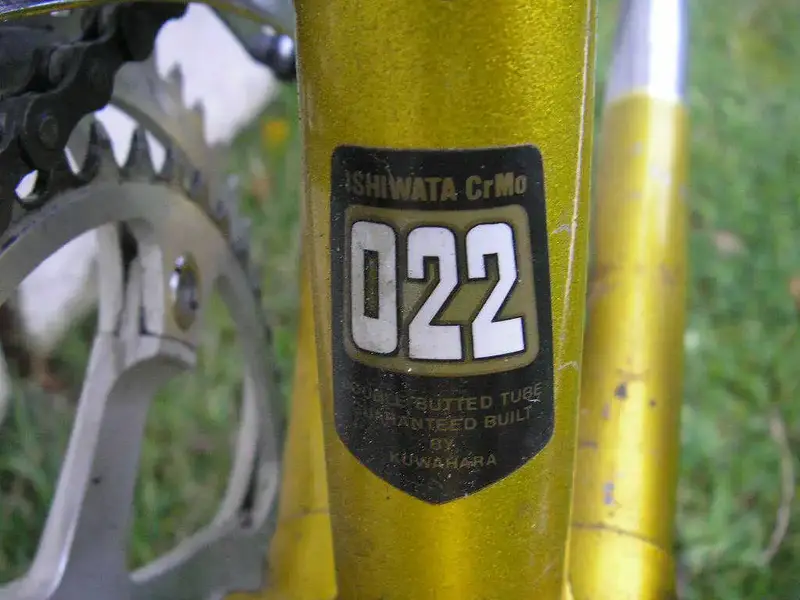 ISHIWATA CrMo
022
DOUBLE BUTTED TUBE
GUARANTEED BUILT
BY
KUWAHARA